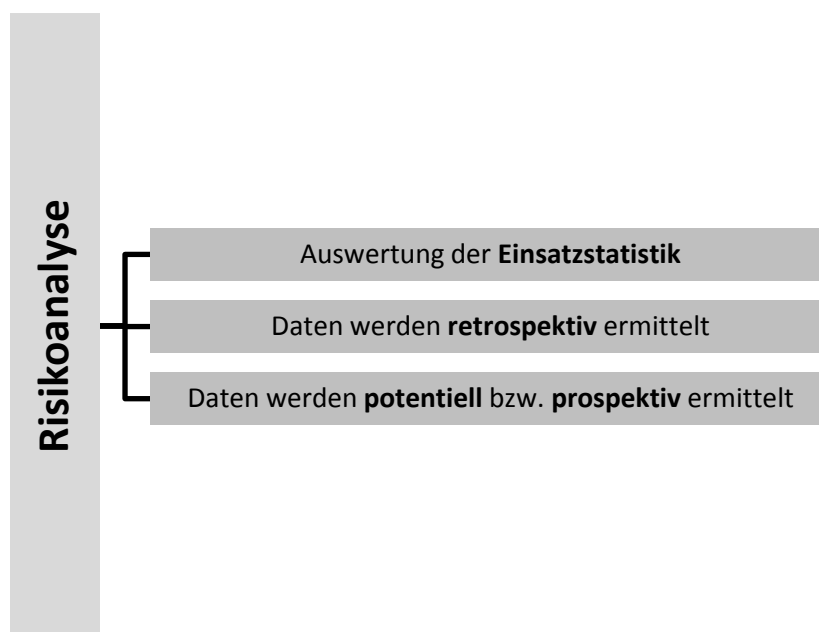 Risikoanalyse
Auswertung der Einsatzstatistik
Daten werden retrospektiv ermittelt
Daten werden potentiell bzw. prospektiv ermittelt